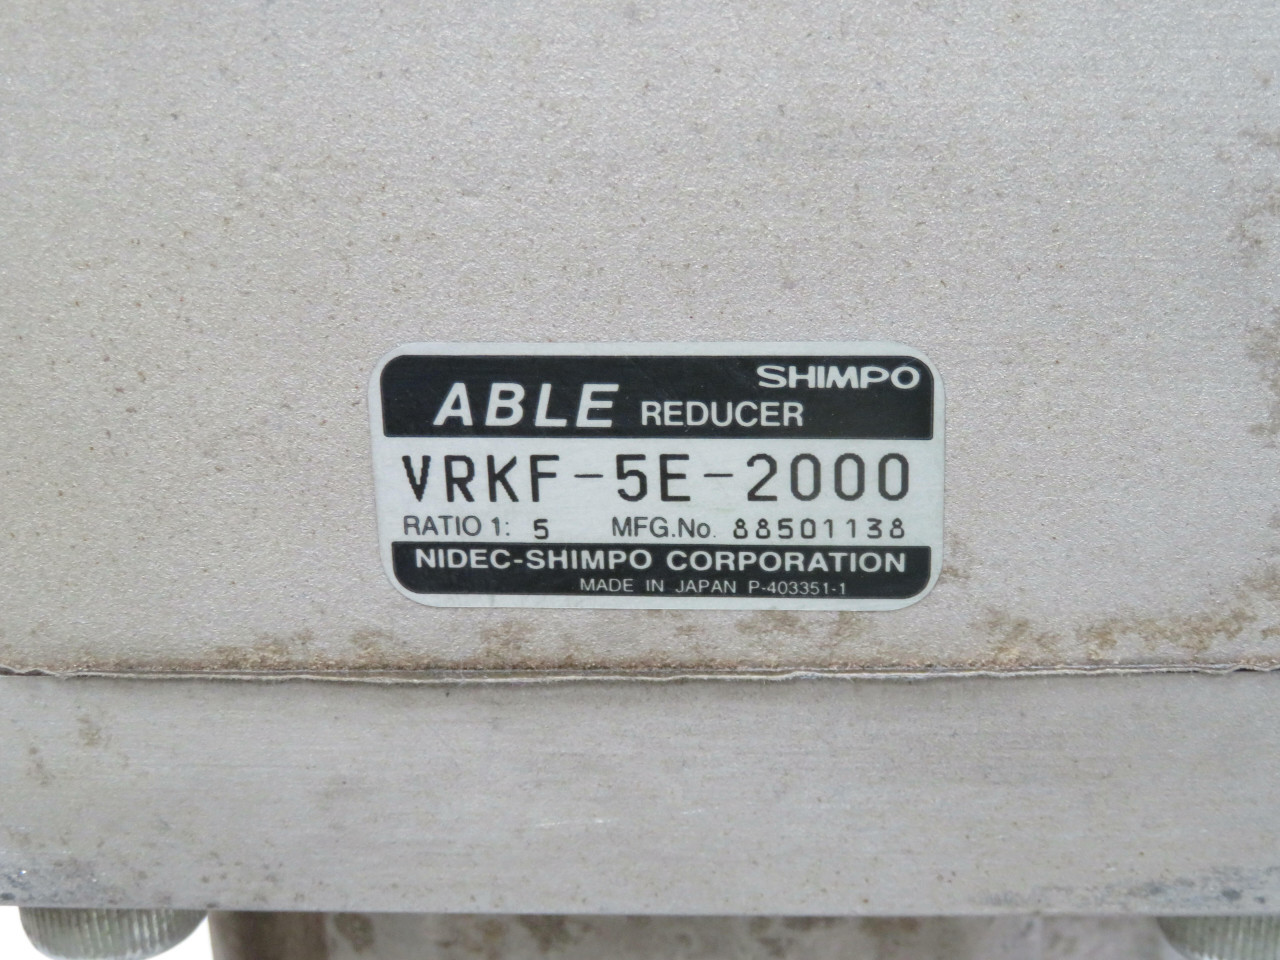 SHIMPO
ABLE REDUCER
VRKF-5E-2000
RATIO 1: 5 MFG.No. 88501138
NIDEC-SHIMPO CORPORATION
MADE IN JAPAN P-403351-1